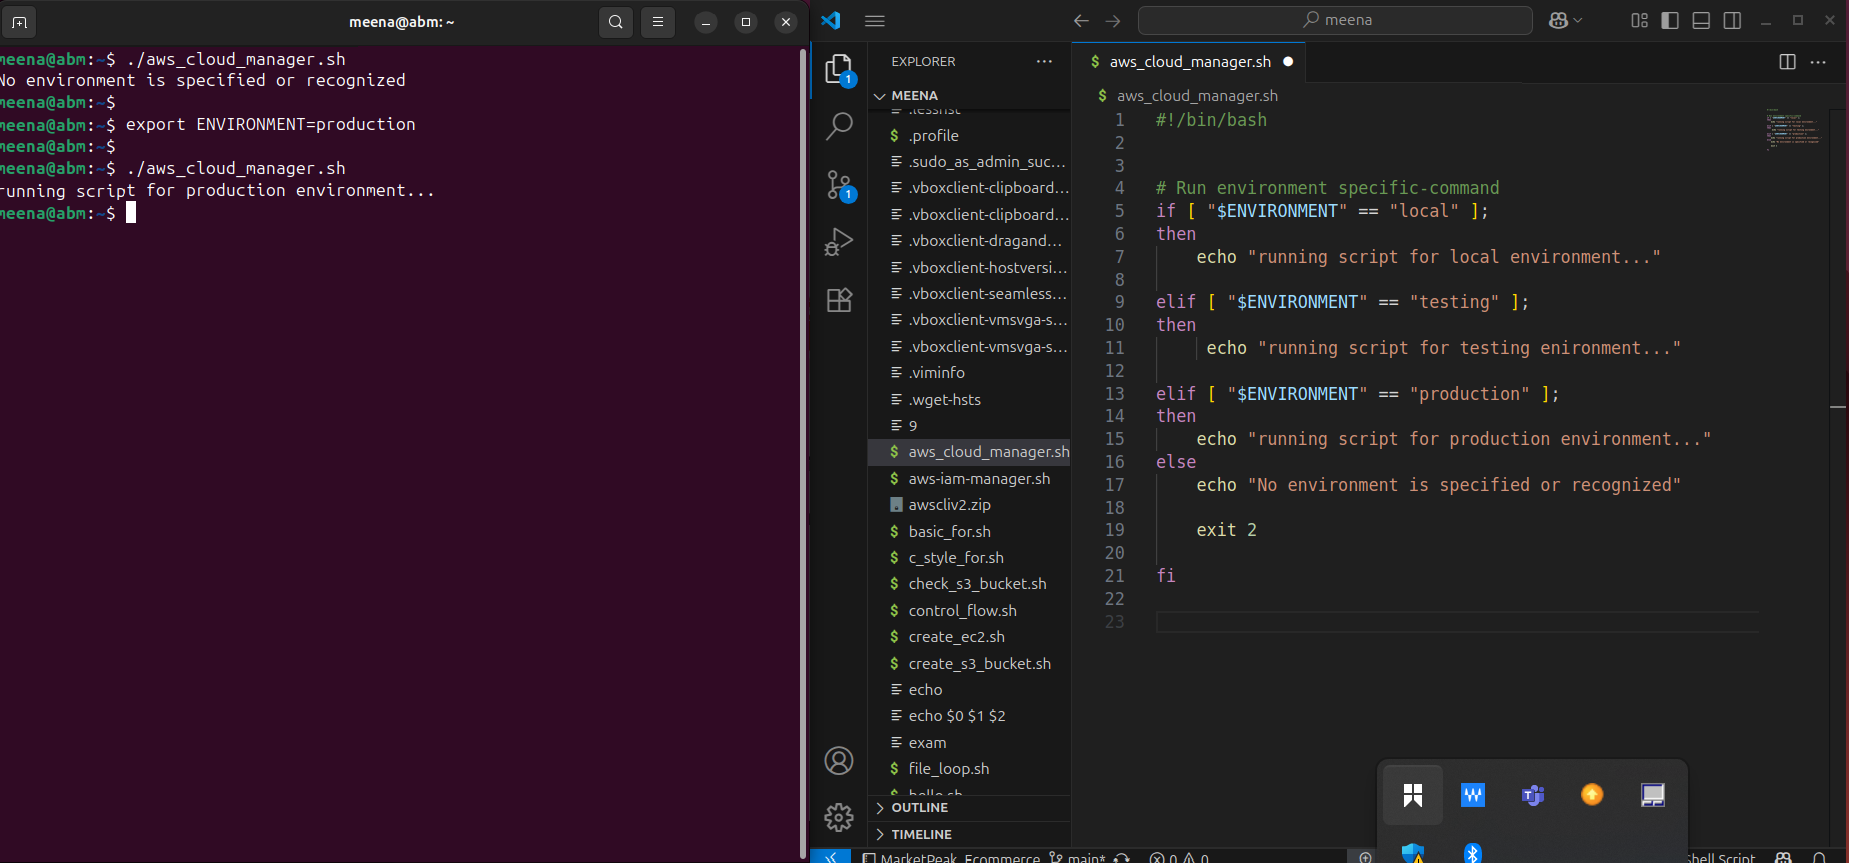 meena@abm: ~
meena@abm:~$ ./aws_cloud_manager.sh
No environment is specified or recognized
meena@abm:~$
meena@abm:~$ export ENVIRONMENT=production
meena@abm:~$
meena@abm:~$ ./aws_cloud_manager.sh
running script for production environment...
meena@abm:~$
meena
1
1
EXPLORER
MEENA
.lesshst
.profile
.sudo_as_admin_suc...
.vboxclient-clipboard...
.vboxclient-clipboard...
.vboxclient-dragand...
.vboxclient-hostversi...
.vboxclient-seamless...
.vboxclient-vmsvga-s...
.vboxclient-vmsvga-s...
.viminfo
.wget-hsts
9
aws_cloud_manager.sh
aws-iam-manager.sh
awscliv2.zip
basic_for.sh
c_style_for.sh
check_s3_bucket.sh
control_flow.sh
create_ec2.sh
create_s3_bucket.sh
echo
echo $0 $1 $2
exam
file_loop.sh
hello.sh
OUTLINE
TIMELINE
$ aws_cloud_manager.sh
$ aws_cloud_manager.sh
1 #!/bin/bash
2
3
4 # Run environment specific-command
5 if [ "$ENVIRONMENT" == "local" ];
6 then
7 echo "running script for local environment..."
8
9 elif [ "$ENVIRONMENT" == "testing" ];
10 then
11 echo "running script for testing enironment..."
12
13 elif [ "$ENVIRONMENT" == "production" ];
14 then
15 echo "running script for production environment..."
16 else
17 echo "No environment is specified or recognized"
18
19 exit 2
20
21 fi
22
23
MarketPeak_Ecommerce main* 0 0 Shell Script